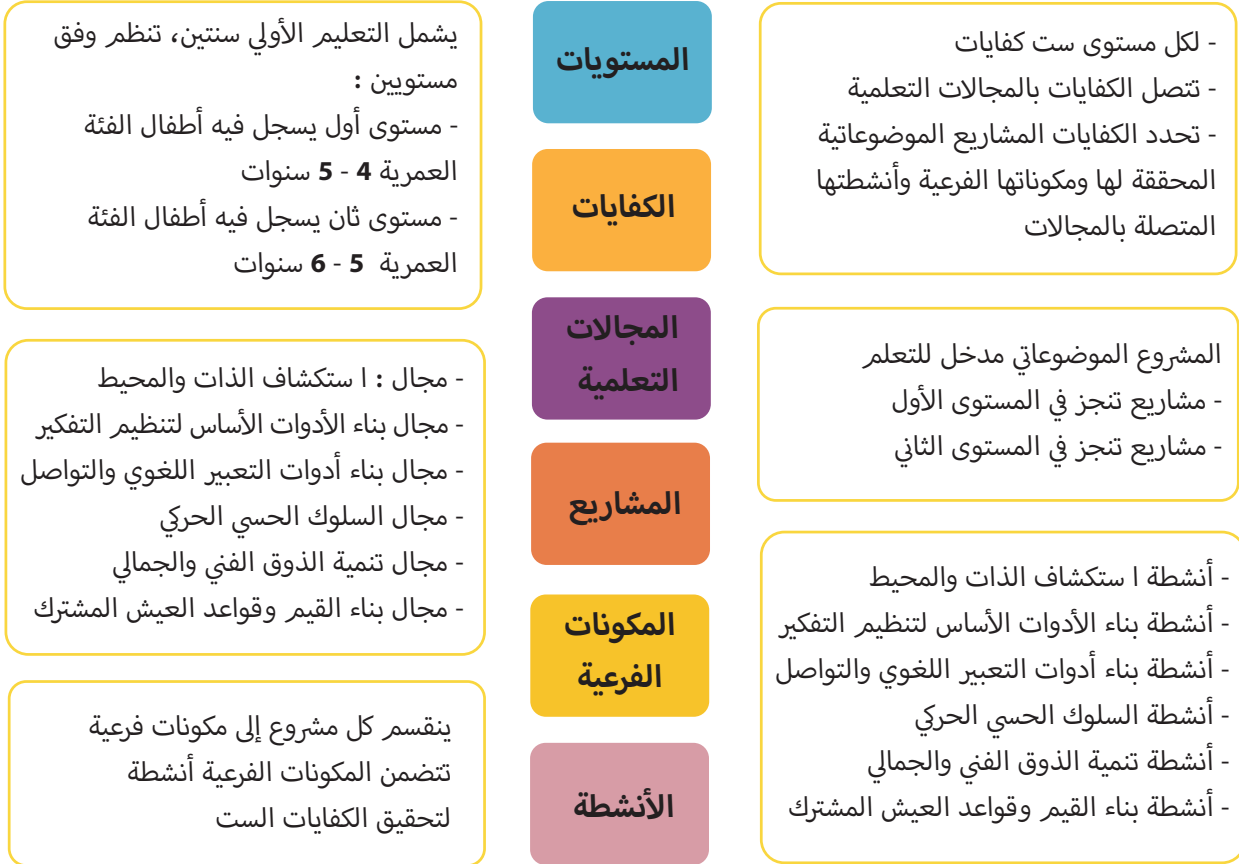 - لكل مستوى ست كفايات
- تتصل الكفايات بالمجالات التعلمية
- تحدد الكفايات المشاريع الموضوعاتية
المحققة لها ومكوناتها الفرعية وأنشطتها
المتصلة بالمجالات
المشروع الموضوعاتي مدخل للتعلم
- مشاريع تنجز في المستوى الأول
- مشاريع تنجز في المستوى الثاني
- أنشطة ا ستكشاف الذات والمحيط
- أنشطة بناء الأدوات الأساس لتنظيم التفكير
- أنشطة بناء أدوات التعبير اللغوي والتواصل
- أنشطة السلوك الحسي الحركي
- أنشطة تنمية الذوق الفني والجمالي
- أنشطة بناء القيم وقواعد العيش المشترك
المستويات
الكفايات
المجالات
التعلمية
المشاريع
المكونات
الفرعية
الأنشطة
يشمل التعليم الأولي سنتين، تنظم وفق
مستويين :
- مستوى أول يسجل فيه أطفال الفئة
العمرية 4 - 5 سنوات
- مستوى ثان يسجل فيه أطفال الفئة
العمرية 5 - 6 سنوات
- مجال : ا ستكشاف الذات والمحيط
- مجال بناء الأدوات الأساس لتنظيم التفكير
- مجال بناء أدوات التعبير اللغوي والتواصل
- مجال السلوك الحسي الحركي
- مجال تنمية الذوق الفني والجمالي
- مجال بناء القيم وقواعد العيش المشترك
ينقسم كل مشروع إلى مكونات فرعية
تتضمن المكونات الفرعية أنشطة
لتحقيق الكفايات الست